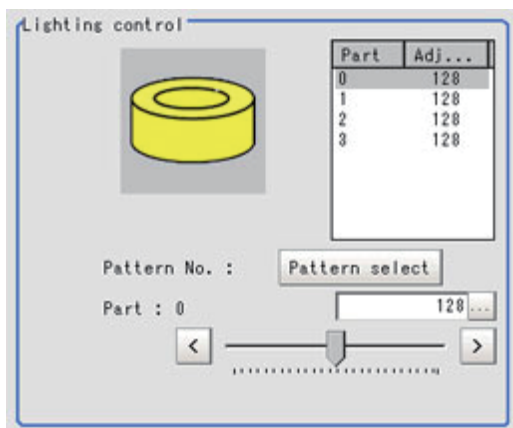 Lighting control
Part Adj...
0 128
1 128
2 128
3 128
Pattern No. : Pattern select
Part : 0 128 ...
< >